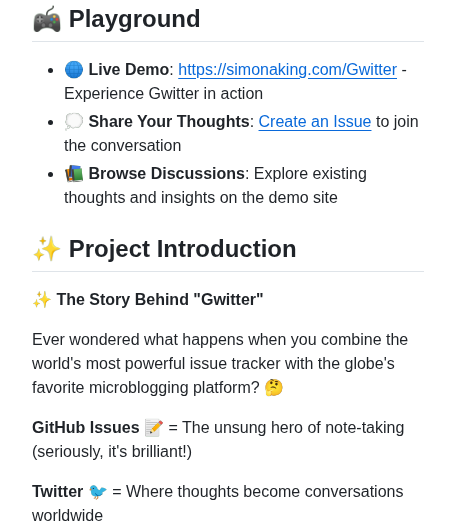 🎮 Playground
• 🌐 Live Demo: https://simonaking.com/Gwitter -
Experience Gwitter in action
• 💭 Share Your Thoughts: Create an Issue to join
the conversation
• 📚 Browse Discussions: Explore existing
thoughts and insights on the demo site
✨ Project Introduction
✨ The Story Behind "Gwitter"
Ever wondered what happens when you combine the
world's most powerful issue tracker with the globe's
favorite microblogging platform? 🤔
GitHub Issues 📝 = The unsung hero of note-taking
(seriously, it's brilliant!)
Twitter 🐦 = Where thoughts become conversations
worldwide